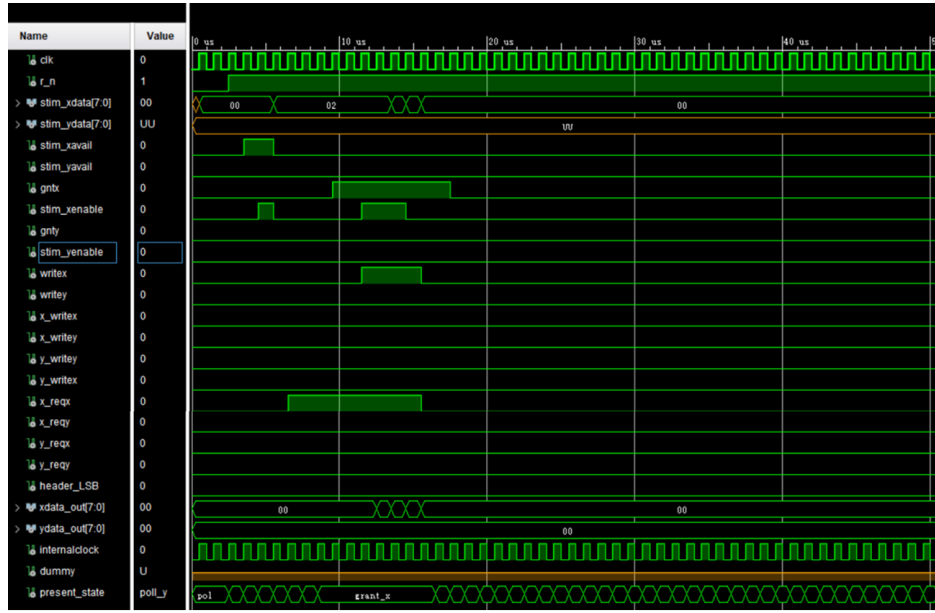 Name Value
0 us 10 us 20 us 30 us 40 us
clk 0
r_n 1
stim_xdata[7:0] 00 00 02 00
stim_ydata[7:0] UU UU
stim_xavail 0
stim_yavail 0
gntx 0
stim_xenable 0
gnty 0
stim_yenable 0
writex 0
writey 0
x_writex 0
x_writey 0
y_writey 0
y_writex 0
x_reqx 0
x_reqy 0
y_reqx 0
y_reqy 0
header_LSB 0
xdata_out[7:0] 00 00 00
ydata_out[7:0] 00 00
internalclock 0
dummy U
present_state poll_y pol grant_x